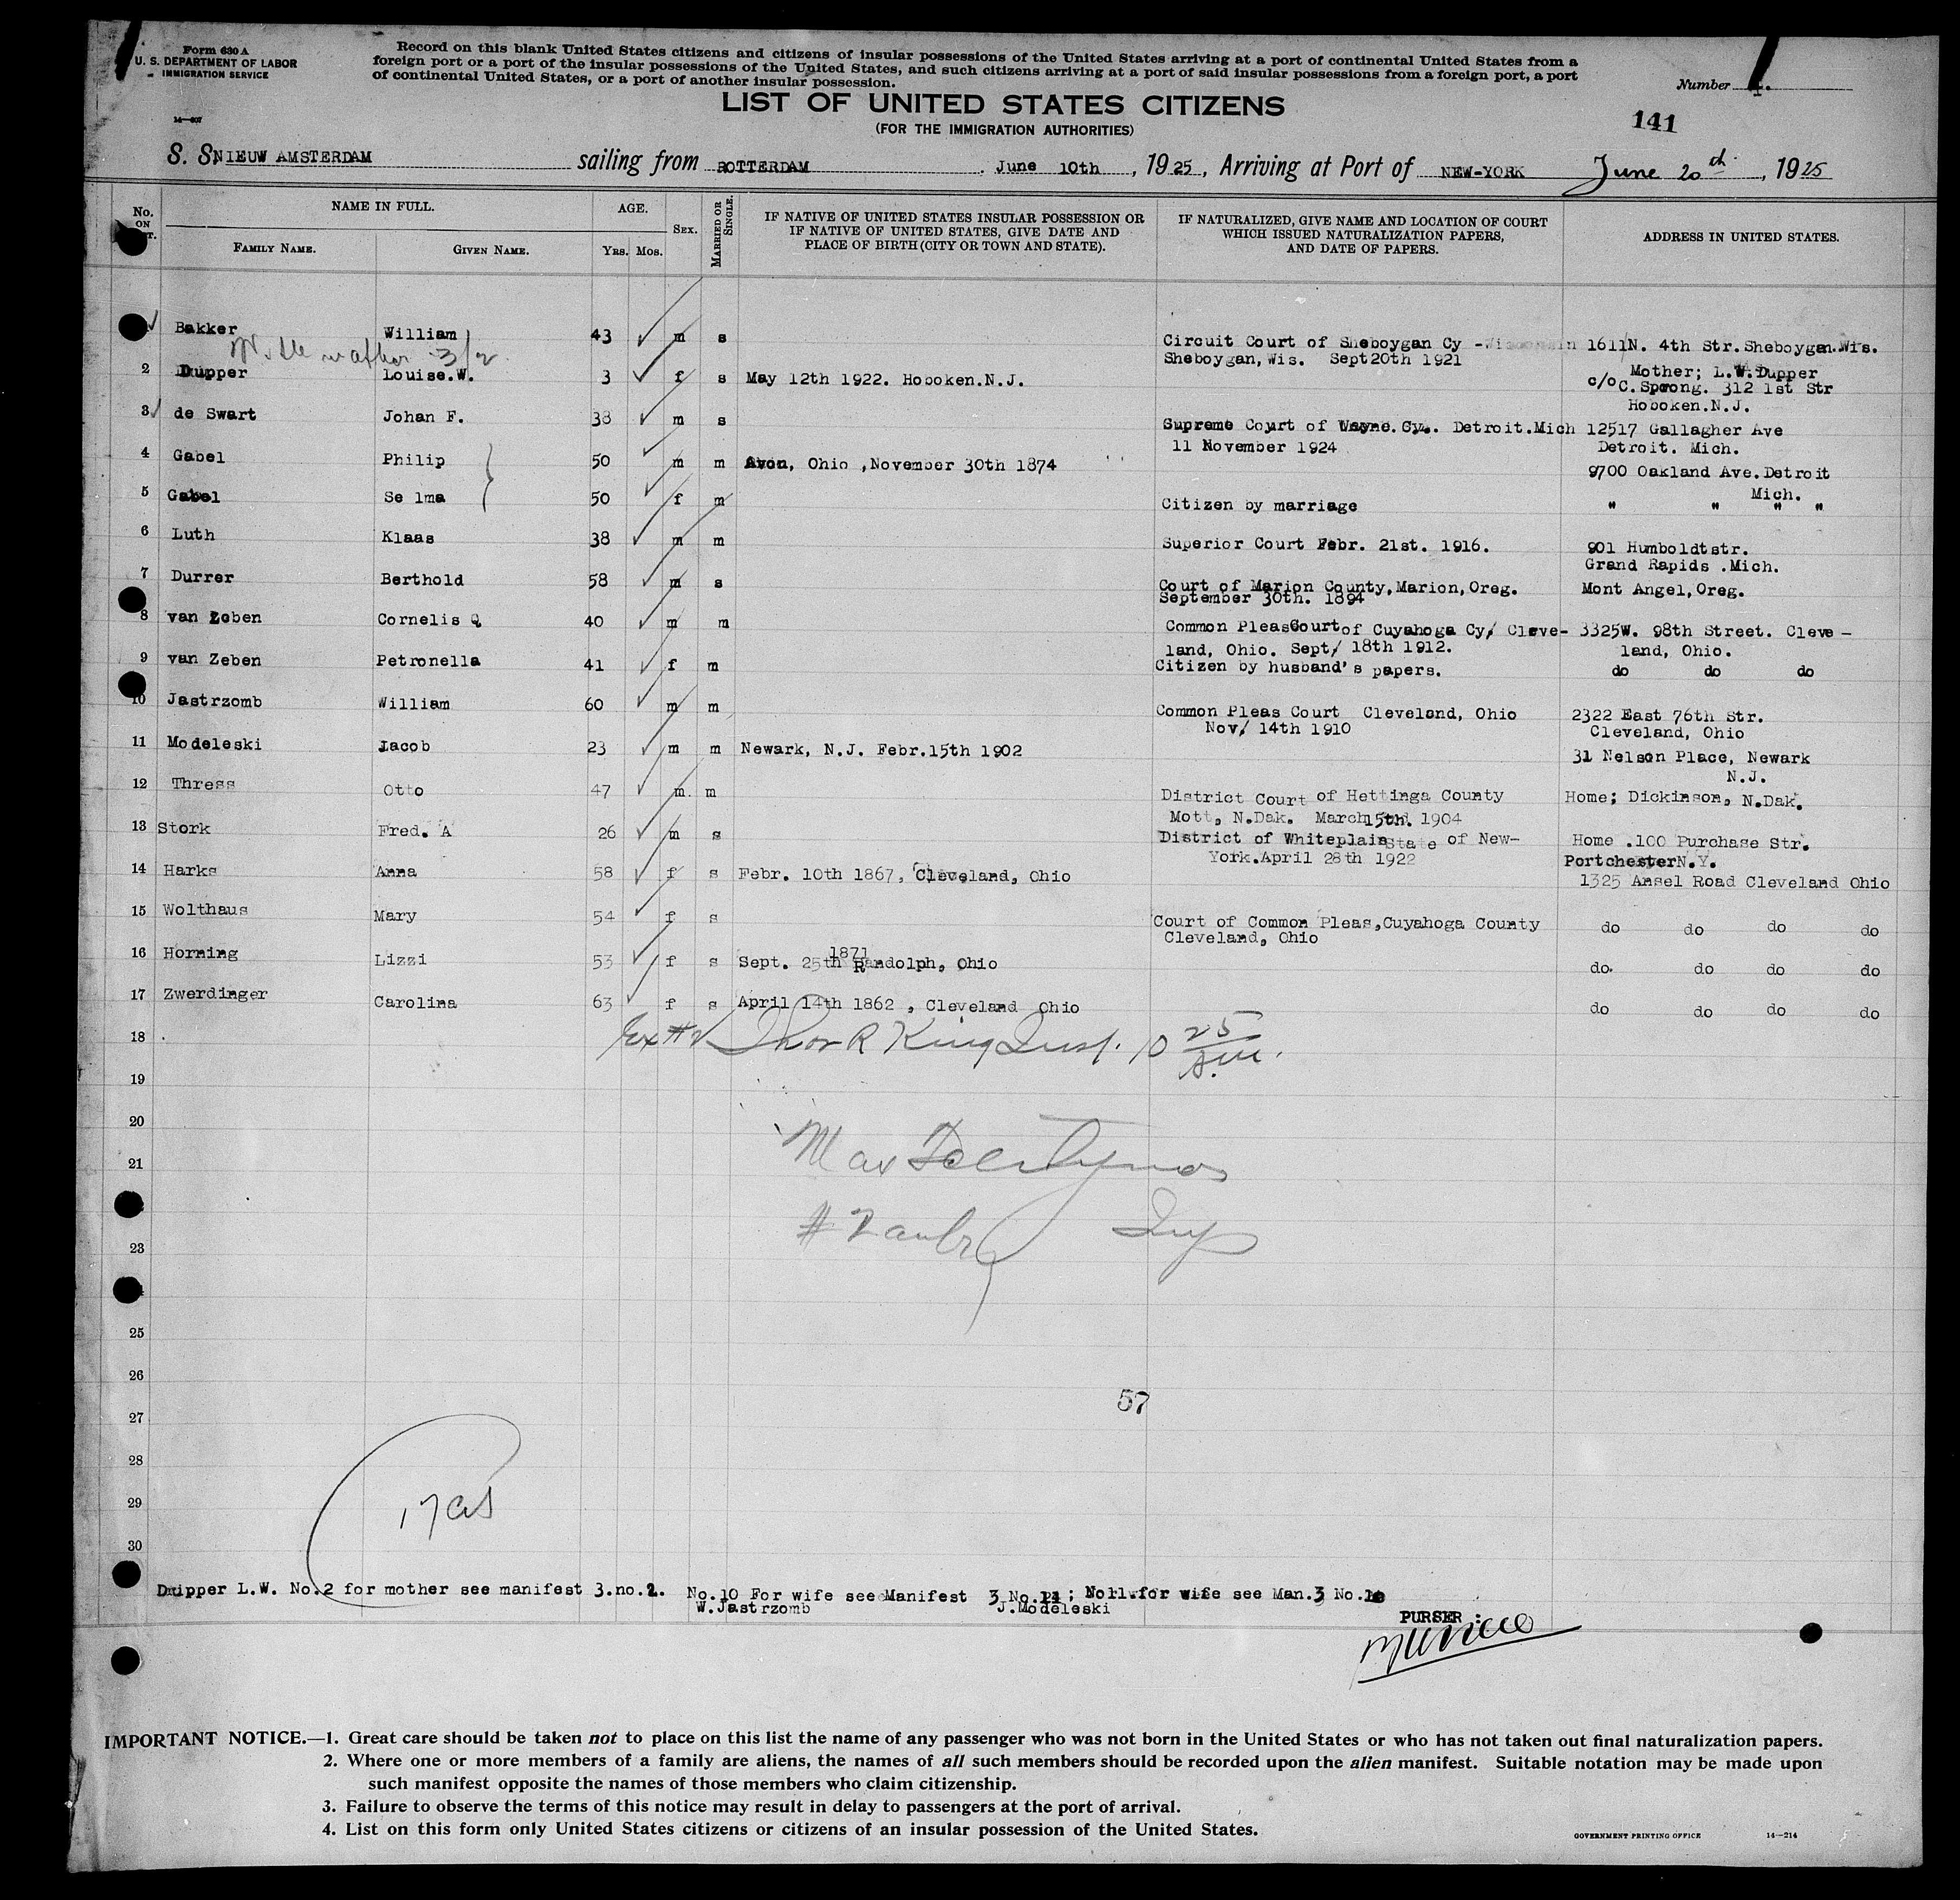 Form 630 A
U. S. DEPARTMENT OF LABOR
IMMIGRATION SERVICE
14—607
Record on this blank United States citizens and citizens of insular possessions of the United States arriving at a port of continental United States from a
foreign port or a port of the insular possessions of the United States, and such citizens arriving at a port of said insular possessions from a foreign port, a port
of continental United States, or a port of another insular possession.
Number
LIST OF UNITED STATES CITIZENS
(FOR THE IMMIGRATION AUTHORITIES)
141
S. S. NIEUW AMSTERDAM sailing from ROTTERDAM . June 10th , 1925, Arriving at Port of NEW-YORK June 20th , 1925
No. ON
NAME IN FULL.
FAMILY NAME. GIVEN NAME.
AGE.
Yrs. Mos.
SEX.
MARRIED OR SINGLE.
IF NATIVE OF UNITED STATES INSULAR POSSESSION OR
IF NATIVE OF UNITED STATES, GIVE DATE AND
PLACE OF BIRTH (CITY OR TOWN AND STATE).
IF NATURALIZED, GIVE NAME AND LOCATION OF COURT
WHICH ISSUED NATURALIZATION PAPERS,
AND DATE OF PAPERS.
ADDRESS IN UNITED STATES.
Bakker William 43 m s Circuit Court of Sheboygan Cy - Wisconsin 1611 N. 4th Str. Sheboygan. Wis.
Sheboygan, Wis. Sept 20th 1921
3/2
2 Dupper Louise. W. 3 f s May 12th 1922. Hoboken. N.J. Mother; L.W. Dupper
c/o C. Sprong. 312 1st Str
Hoboken. N.J.
3 de Swart Johan F. 38 m s Supreme Court of Wayne. Cy. Detroit. Mich 12517 Gallagher Ave
11 November 1924 Detroit. Mich.
4 Gabel Philip 50 m m Avon, Ohio , November 30th 1874 9700 Oakland Ave. Detroit
Mich.
5 Gabel Selma 50 f m Citizen by marriage " " " "
6 Luth Klaas 38 m m Superior Court Febr. 21st. 1916. 901 Humboldtstr.
Grand Rapids . Mich.
7 Durrer Berthold 58 m s Court of Marion County, Marion, Oreg. Mont Angel, Oreg.
September 30th. 1894
8 van Zeben Cornelis Q 40 m m Common Pleas Court of Cuyahoga Cy/ Cleve- 3325 W. 98th Street. Cleve-
land, Ohio. Sept/ 18th 1912. land, Ohio.
9 van Zeben Petronella 41 f m Citizen by husband's papers. do do do
10 Jastrzomb William 60 m m Common Pleas Court Cleveland, Ohio 2322 East 76th Str.
Nov/ 14th 1910 Cleveland, Ohio
11 Modeleski Jacob 23 m m Newark, N.J. Febr. 15th 1902 31 Nelson Place, Newark
N.J.
12 Thress Otto 47 m. m District Court of Hettinga County Home; Dickinson, N.Dak.
Mott, N.Dak. March 15th. 1904
13 Stork Fred. A 26 m s District of Whiteplain State of New- Home . 100 Purchase Str.
York. April 28th 1922 Portchester N.Y.
14 Harks Anna 58 f s Febr. 10th 1867, Cleveland, Ohio 1325 Ansel Road Cleveland Ohio
15 Wolthaus Mary 54 f s Court of Common Pleas, Cuyahoga County do do do do
Cleveland, Ohio
16 Horning Lizzi 53 f s Sept. 25th 1871 Randolph, Ohio do. do do do
17 Zwerdinger Carolina 63 f s April 14th 1862 , Cleveland Ohio do do do do
18 Ex # 2 Thos R King Insp. 10 25 A.M.
19
20
21
23
25
26
57
27
28
29
30
Dupper L.W. No. 2 for mother see manifest 3. no. 2. No. 10 For wife see Manifest 3 No. 11 ; No 11. for wife see Man. 3 No. 10
W. Jastrzomb J. Modeleski
PURSER :
IMPORTANT NOTICE.—1. Great care should be taken not to place on this list the name of any passenger who was not born in the United States or who has not taken out final naturalization papers.
2. Where one or more members of a family are aliens, the names of all such members should be recorded upon the alien manifest. Suitable notation may be made upon
such manifest opposite the names of those members who claim citizenship.
3. Failure to observe the terms of this notice may result in delay to passengers at the port of arrival.
4. List on this form only United States citizens or citizens of an insular possession of the United States.
GOVERNMENT PRINTING OFFICE 14—214